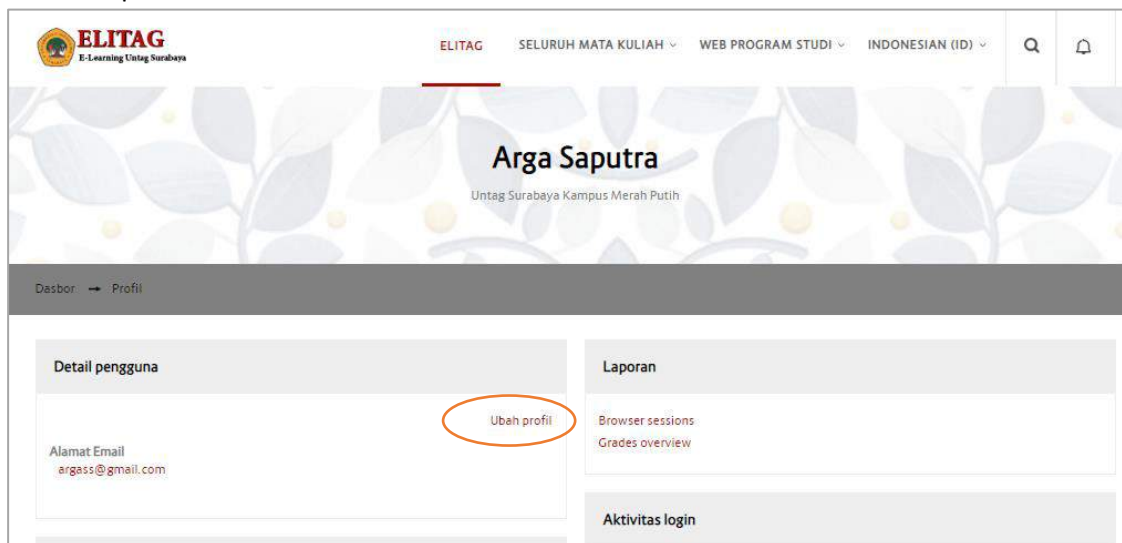 ELITAG
E-Learning Untag Surabaya
ELITAG SELURUH MATA KULIAH WEB PROGRAM STUDI INDONESIAN (ID)
Arga Saputra
Untag Surabaya Kampus Merah Putih
Dasbor → Profil
Detail pengguna
Ubah profil
Alamat Email
argass@gmail.com
Laporan
Browser sessions
Grades overview
Aktivitas login